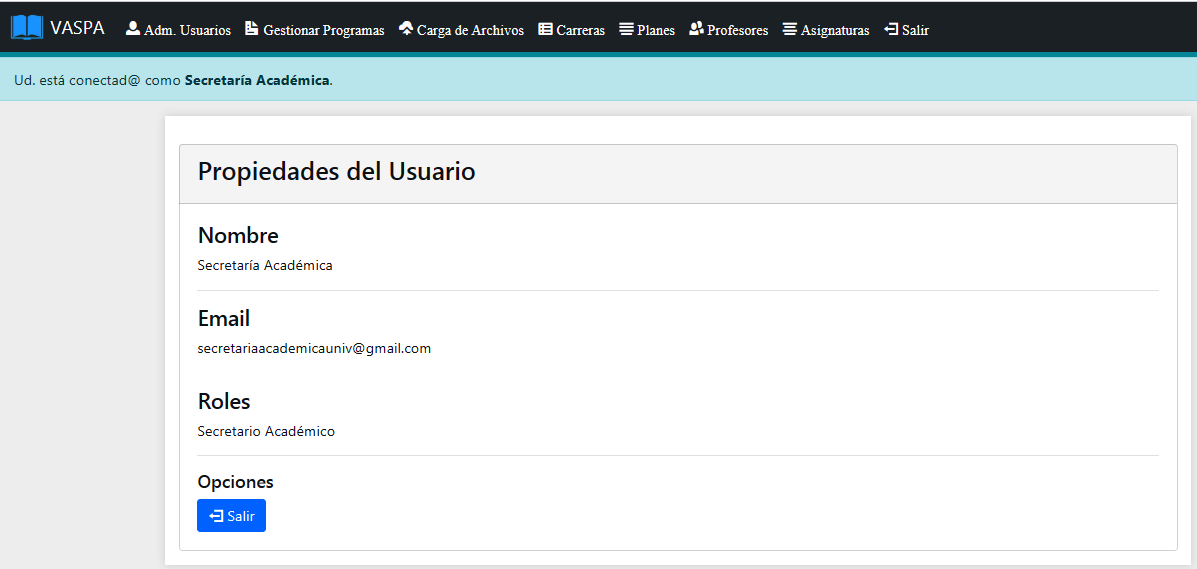 VASPA Adm. Usuarios Gestionar Programas Carga de Archivos Carreras Planes Profesores Asignaturas Salir
Ud. está conectad@ como Secretaría Académica.
Propiedades del Usuario
Nombre
Secretaría Académica
Email
secretariaacademicauniv@gmail.com
Roles
Secretario Académico
Opciones
Salir